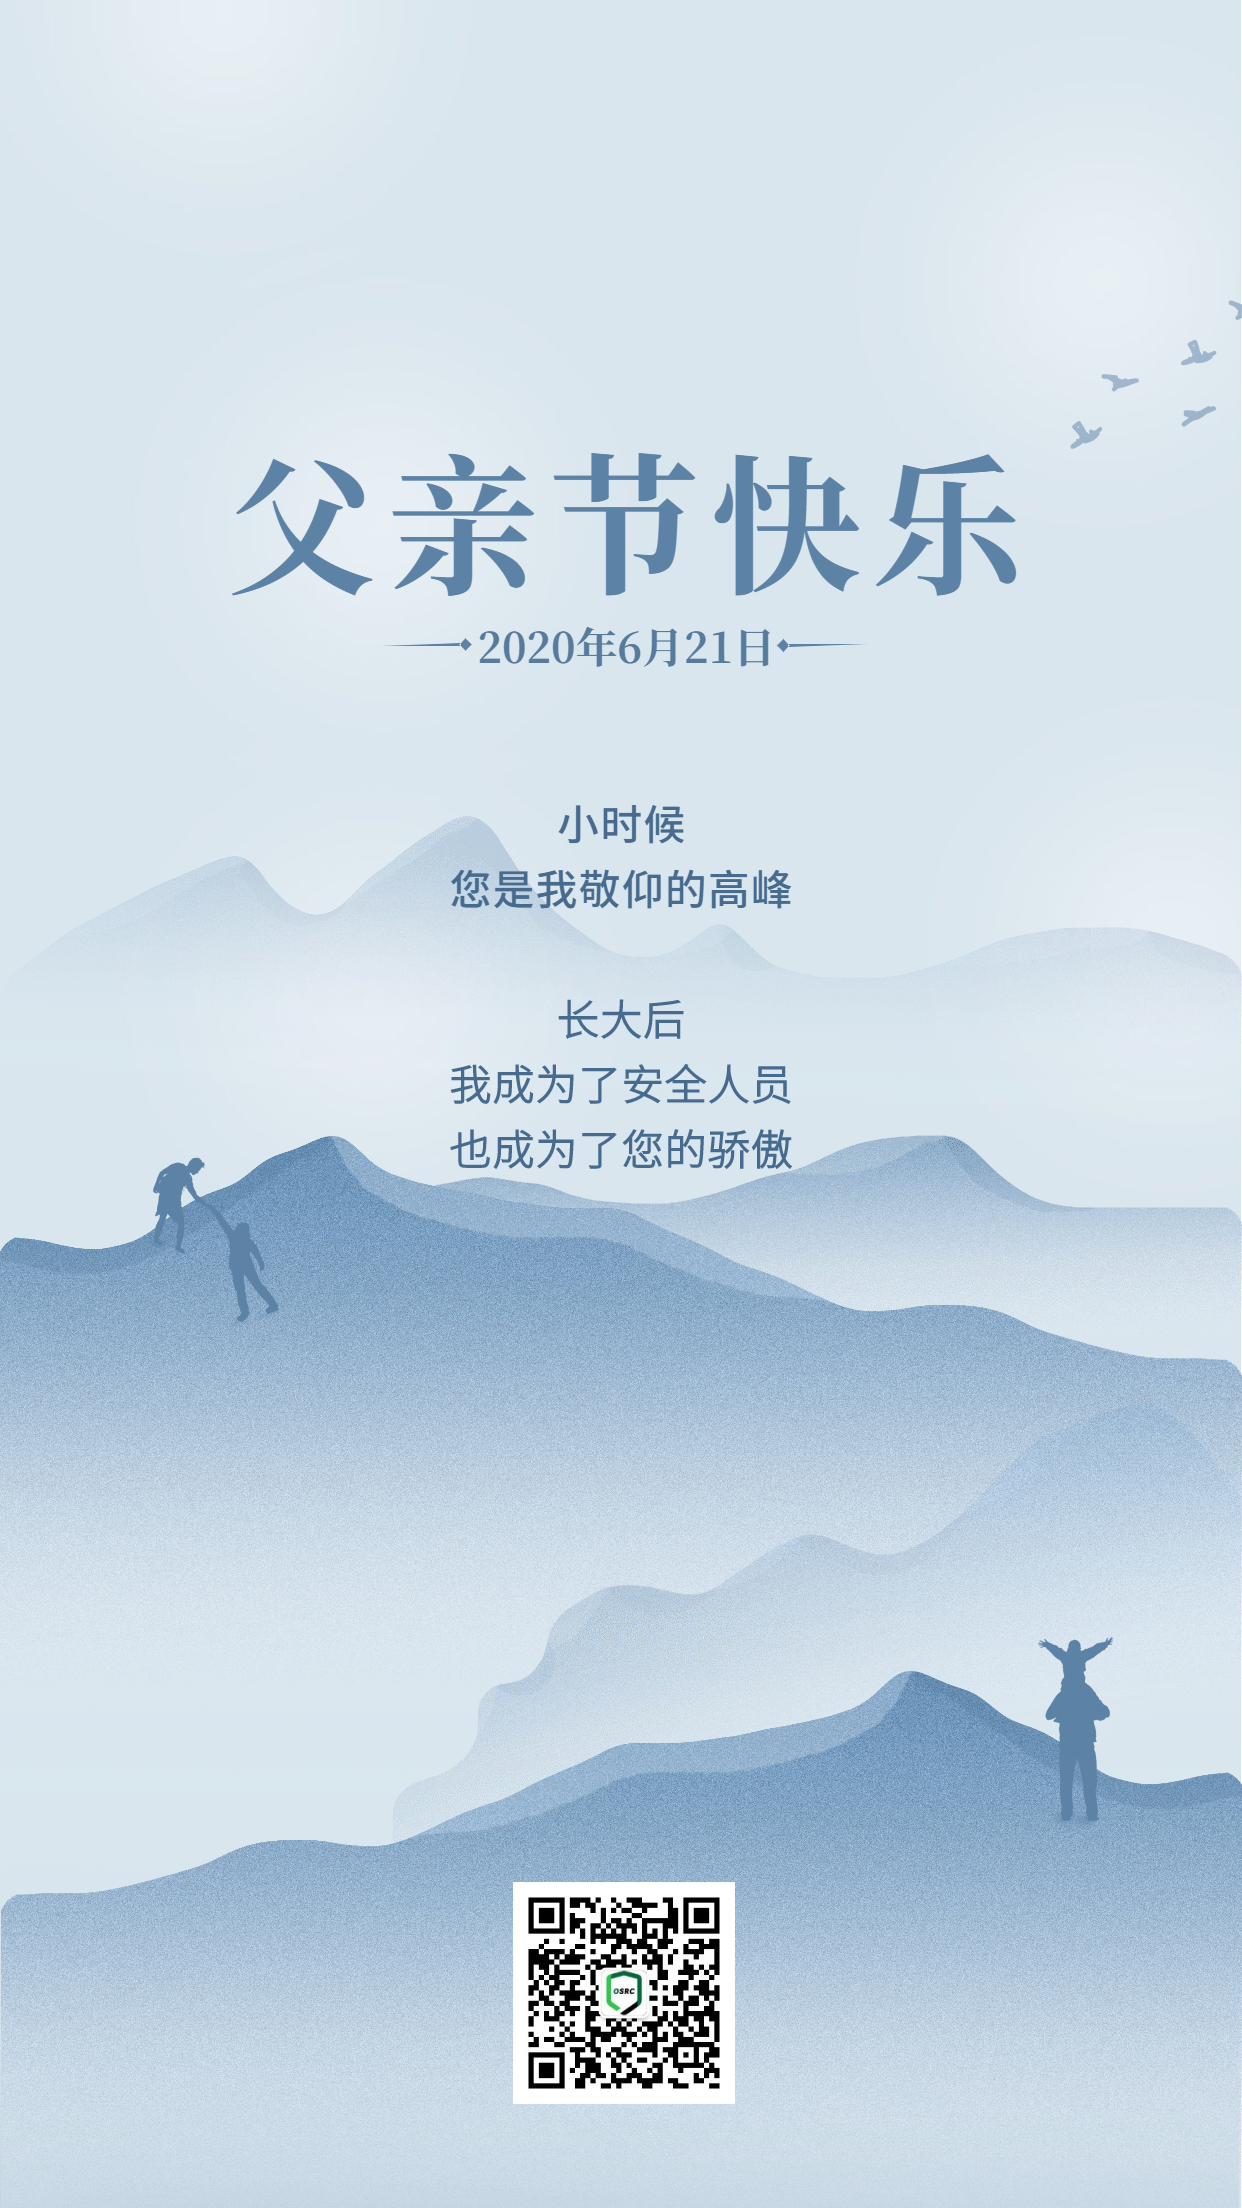 父亲节快乐
2020年6月21日
小时候
您是我敬仰的高峰
长大后
我成为了安全人员
也成为了您的骄傲
OSRC